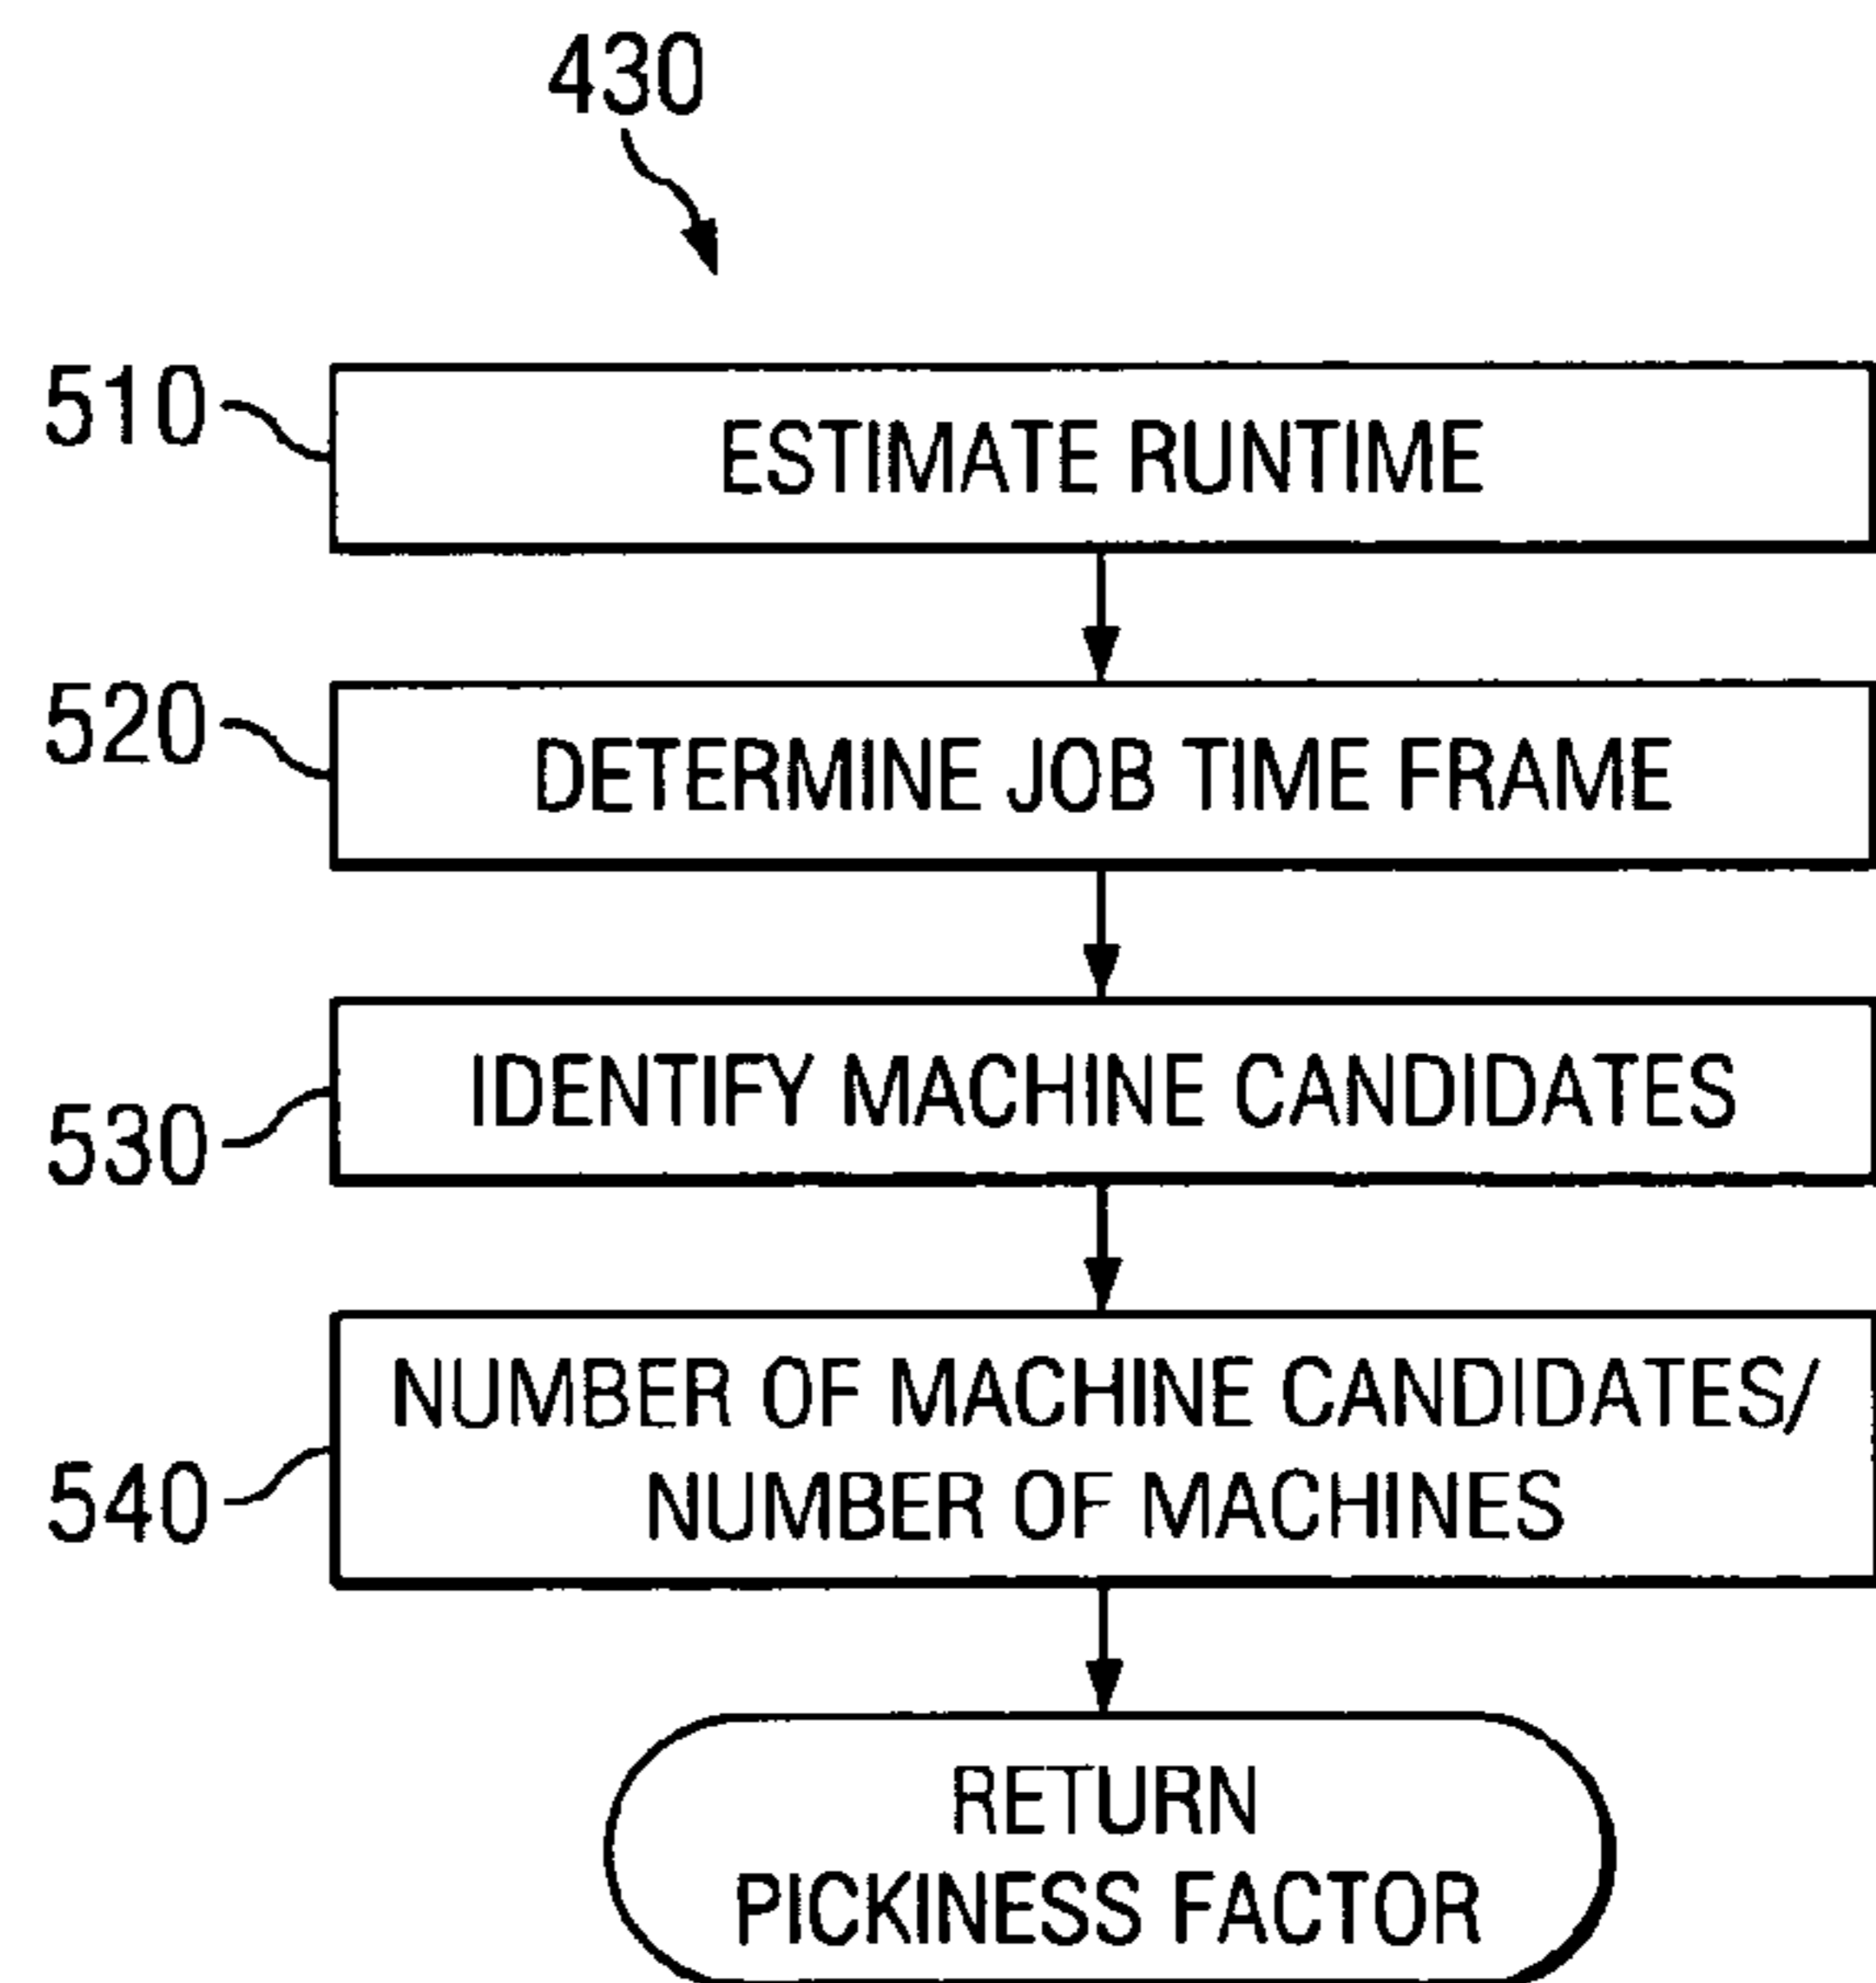 430
510
ESTIMATE RUNTIME
520
DETERMINE JOB TIME FRAME
530
IDENTIFY MACHINE CANDIDATES
540
NUMBER OF MACHINE CANDIDATES/
NUMBER OF MACHINES
RETURN
PICKINESS FACTOR